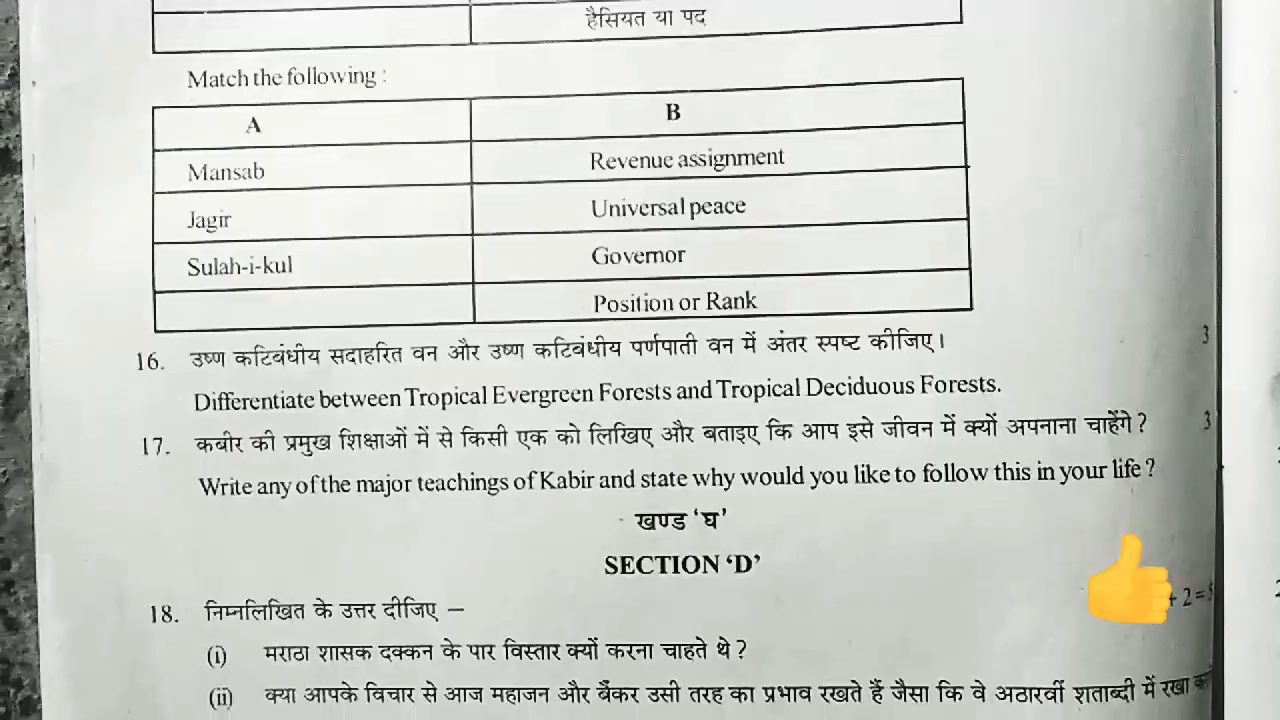 हैसियत या पद
Match the following :
A B
Mansab Revenue assignment
Jagir Universal peace
Sulah-i-kul Governor
Position or Rank
16. उष्ण कटिबंधीय सदाहरित वन और उष्ण कटिबंधीय पर्णपाती वन में अंतर स्पष्ट कीजिए। 3
Differentiate between Tropical Evergreen Forests and Tropical Deciduous Forests.
17. कबीर की प्रमुख शिक्षाओं में से किसी एक को लिखिए और बताइए कि आप इसे जीवन में क्यों अपनाना चाहेंगे ? 3
Write any of the major teachings of Kabir and state why would you like to follow this in your life ?
खण्ड ‘घ’
SECTION ‘D’
18. निम्नलिखित के उत्तर दीजिए – + 2 =
(i) मराठा शासक दक्कन के पार विस्तार क्यों करना चाहते थे ?
(ii) क्या आपके विचार से आज महाजन और बैंकर उसी तरह का प्रभाव रखते हैं जैसा कि वे अठारवीं शताब्दी में रखा